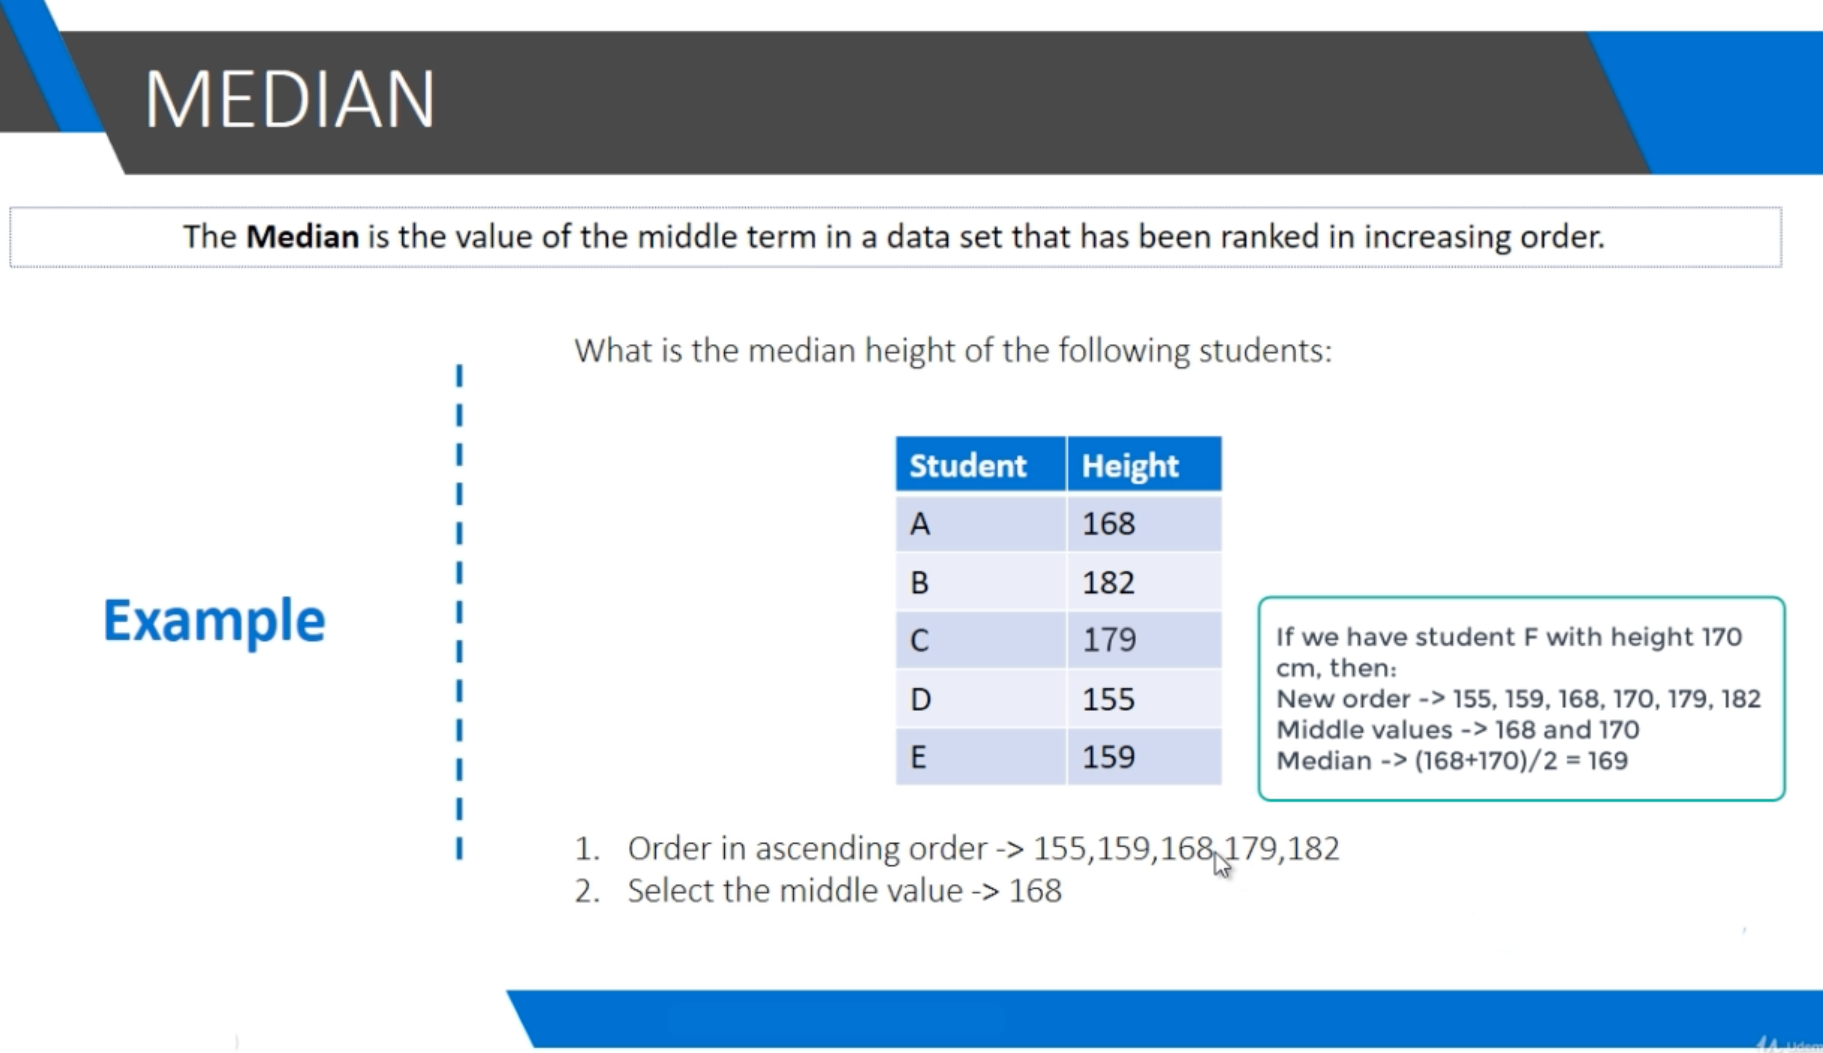 MEDIAN
The Median is the value of the middle term in a data set that has been ranked in increasing order.
What is the median height of the following students:
Example
Student Height
A 168
B 182
C 179
D 155
E 159
If we have student F with height 170
cm, then:
New order -> 155, 159, 168, 170, 179, 182
Middle values -> 168 and 170
Median -> (168+170)/2 = 169
1. Order in ascending order -> 155,159,168,179,182
2. Select the middle value -> 168